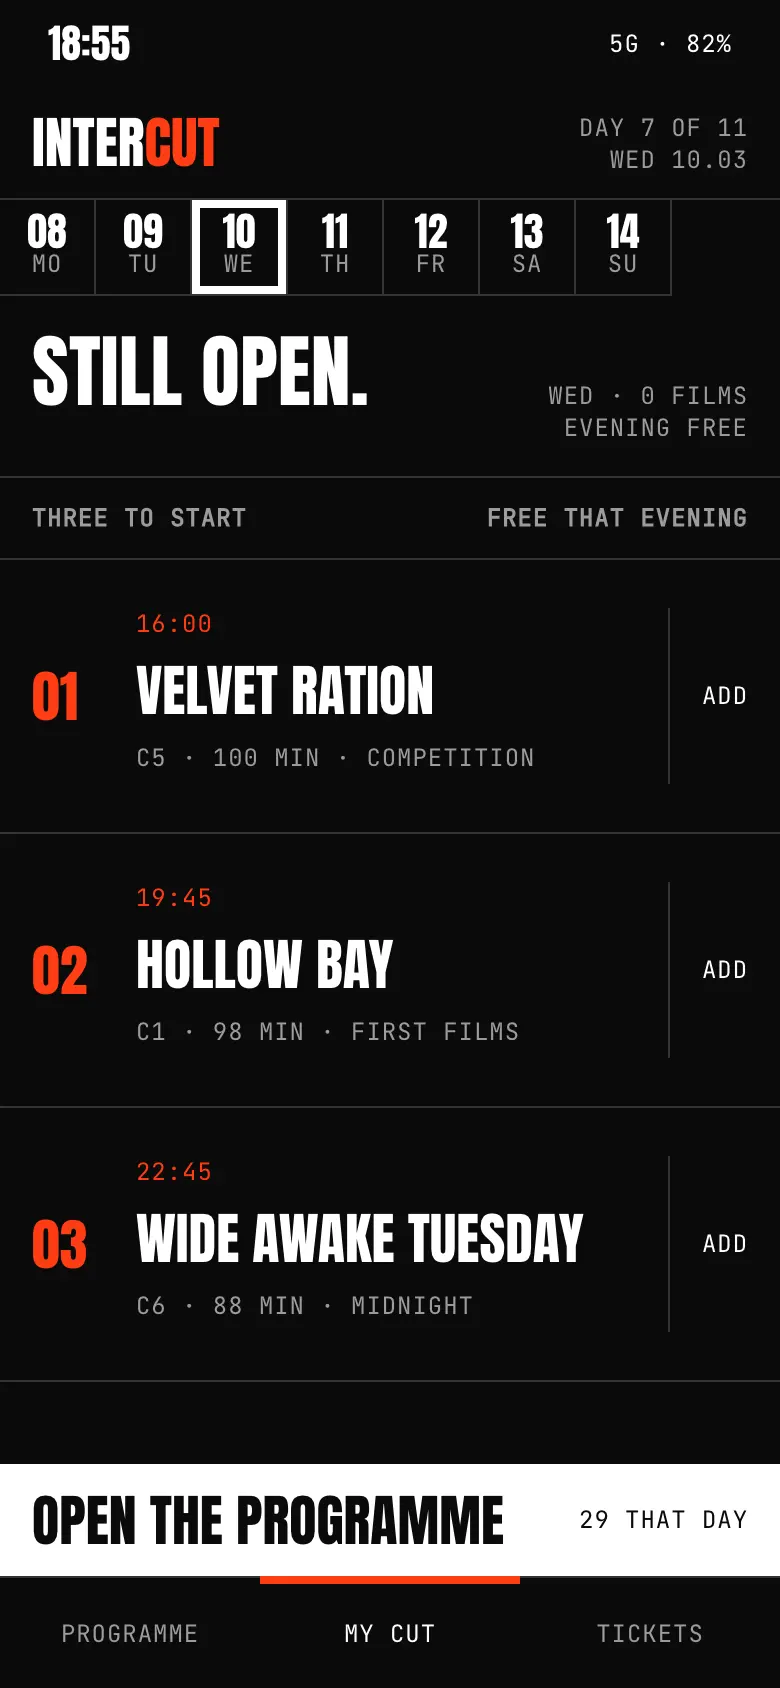 18:55
5G · 82%
INTERCUT
DAY 7 OF 11
WED 10.03
08
MO
09
TU
10
WE
11
TH
12
FR
13
SA
14
SU
STILL OPEN.
WED · 0 FILMS
EVENING FREE
THREE TO START
FREE THAT EVENING
01
16:00
VELVET RATION
C5 · 100 MIN · COMPETITION
ADD
02
19:45
HOLLOW BAY
C1 · 98 MIN · FIRST FILMS
ADD
03
22:45
WIDE AWAKE TUESDAY
C6 · 88 MIN · MIDNIGHT
ADD
OPEN THE PROGRAMME
29 THAT DAY
PROGRAMME
MY CUT
TICKETS